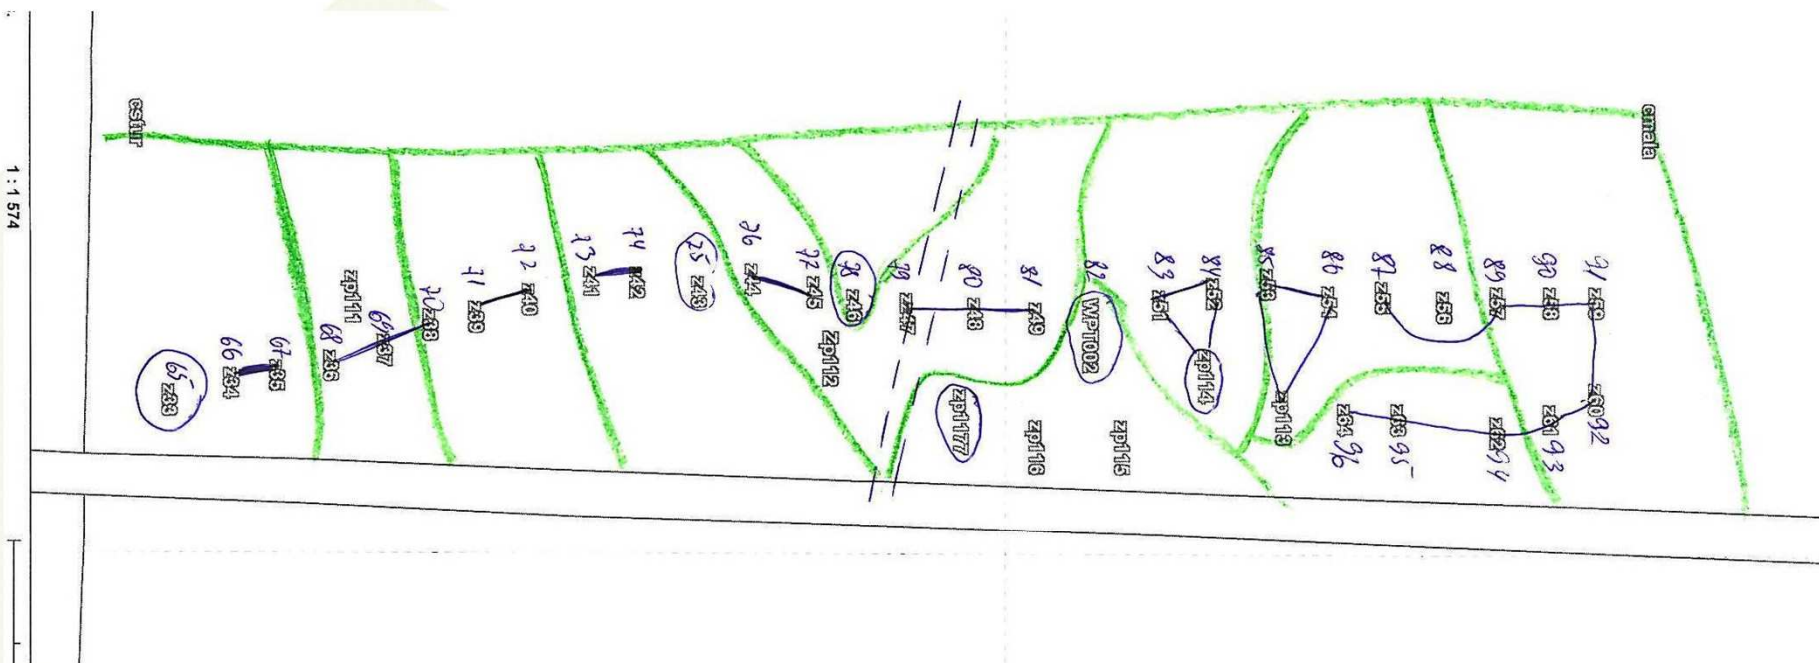 cshur
cmala
1:1 574
65 z33
66 z34
67 z35
68 z36
69 z37
70 z38
zp111
71 z39
72 z40
73 z41
74 z42
75 z43
76 z44
77 z45
78 z46
zp112
79 z47
80 z48
81 z49
82
WPT002
83 z51
84 z52
zp114
85 z53
86 z54
zp113
87 z55
88 z56
89 z57
90 z58
91 z59
z60 92
z61 93
z62 94
z63 95
z64 96
zp1177
zp116
zp115